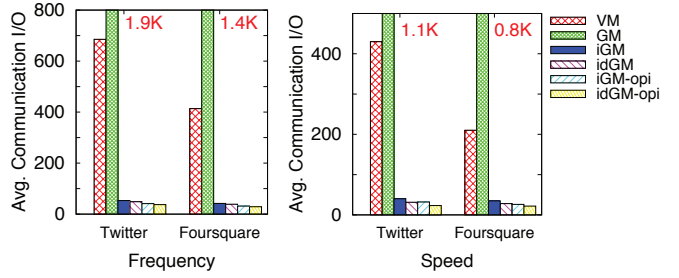 Avg. Communication I/O
800
600
400
200
0
1.9K
1.4K
Twitter
Foursquare
Frequency
Avg. Communication I/O
400
200
0
1.1K
0.8K
Twitter
Foursquare
Speed
VM
GM
iGM
idGM
iGM-opi
idGM-opi